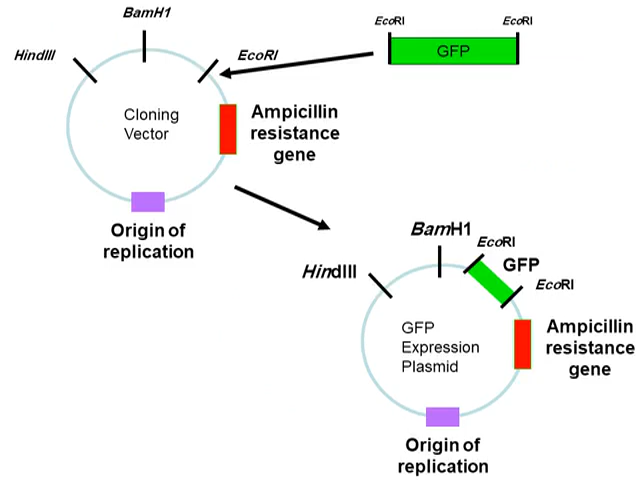 BamH1
HindIII
EcoRI
EcoRI
EcoRI
GFP
Cloning
Vector
Ampicillin
resistance
gene
Origin of
replication
BamH1
EcoRI
HindIII
GFP
EcoRI
GFP
Expression
Plasmid
Ampicillin
resistance
gene
Origin of
replication